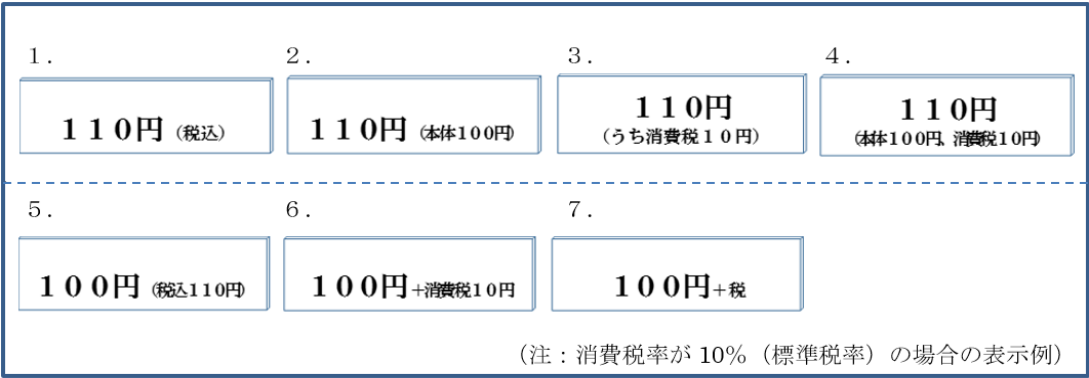 １．
１１０円（税込）
２．
１１０円（本体１００円）
３．
１１０円
（うち消費税１０円）
４．
１１０円
（本体１００円、消費税１０円）
５．
１００円（税込１１０円）
６．
１００円＋消費税１０円
７．
１００円＋税
（注：消費税率が 10％（標準税率）の場合の表示例）